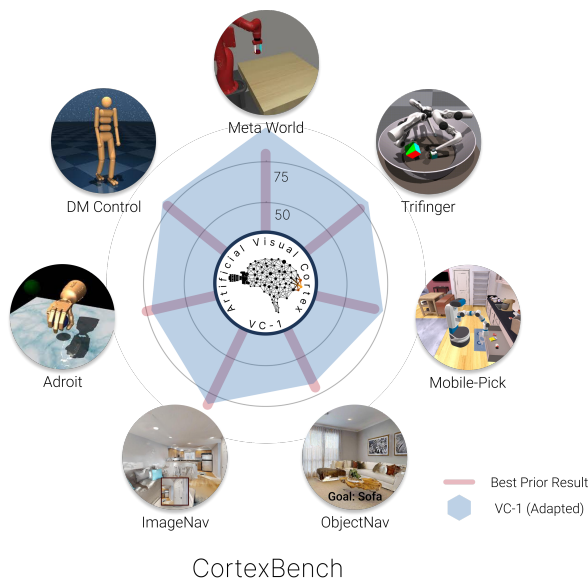 Meta World
DM Control
Trifinger
75
50
Artificial Visual Cortex
VC-1
Adroit
Mobile-Pick
Goal: Sofa
ImageNav
ObjectNav
Best Prior Result
VC-1 (Adapted)
CortexBench